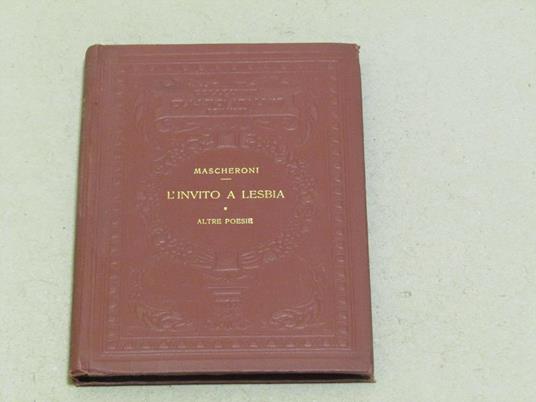 MASCHERONI
L'INVITO A LESBIA
ALTRE POESIE